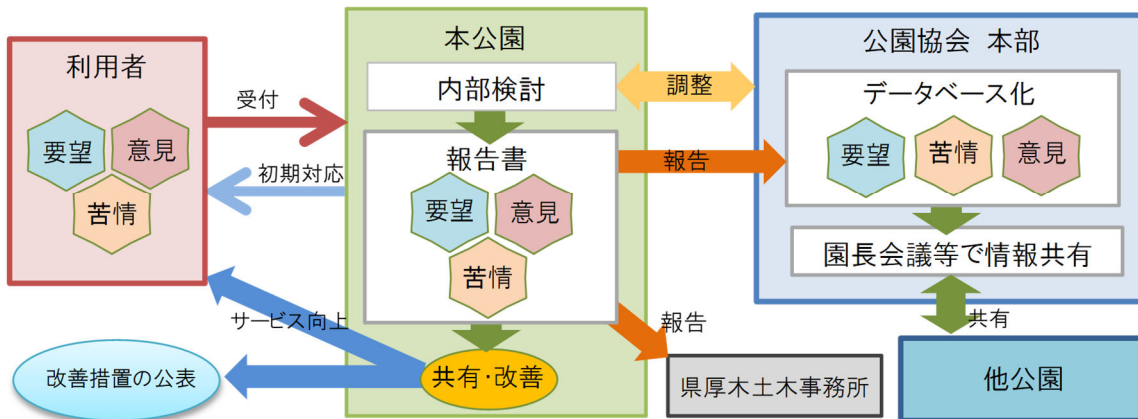 利用者
要望
意見
苦情
受付
初期対応
サービス向上
改善措置の公表
本公園
内部検討
報告書
要望
意見
苦情
共有・改善
調整
報告
報告
県厚木土木事務所
公園協会 本部
データベース化
要望
苦情
意見
園長会議等で情報共有
共有
他公園